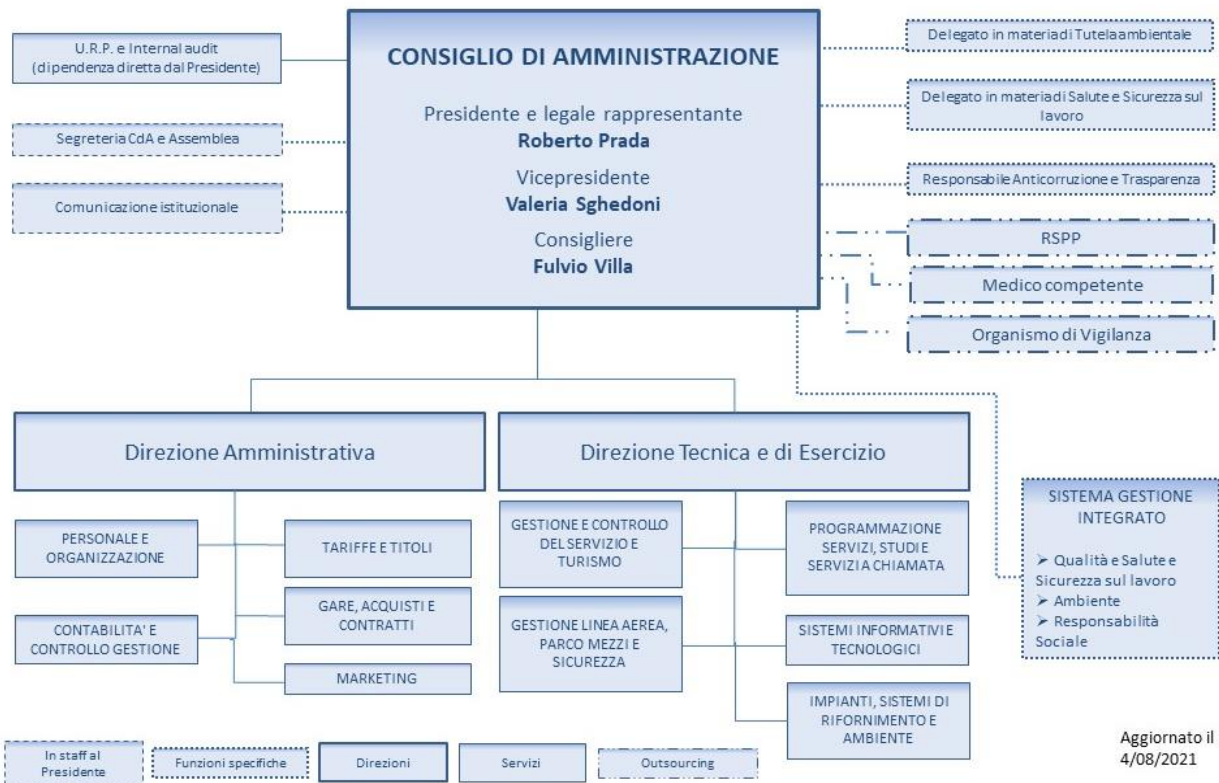 U.R.P. e Internal audit
(dipendenza diretta dal Presidente)
Segreteria CdA e Assemblea
Comunicazione istituzionale
CONSIGLIO DI AMMINISTRAZIONE
Presidente e legale rappresentante
Roberto Prada
Vicepresidente
Valeria Sghedoni
Consigliere
Fulvio Villa
Delegato in materia di Tutela ambientale
Delegato in materia di Salute e Sicurezza sul
lavoro
Responsabile Anticorruzione e Trasparenza
RSPP
Medico competente
Organismo di Vigilanza
Direzione Amministrativa
Direzione Tecnica e di Esercizio
PERSONALE E
ORGANIZZAZIONE
TARIFFE E TITOLI
CONTABILITA' E
CONTROLLO GESTIONE
GARE, ACQUISTI E
CONTRATTI
MARKETING
GESTIONE E CONTROLLO
DEL SERVIZIO E
TURISMO
PROGRAMMAZIONE
SERVIZI, STUDI E
SERVIZI A CHIAMATA
GESTIONE LINEA AEREA,
PARCO MEZZI E
SICUREZZA
SISTEMI INFORMATIVI E
TECNOLOGICI
IMPIANTI, SISTEMI DI
RIFORNIMENTO E
AMBIENTE
SISTEMA GESTIONE
INTEGRATO
➢ Qualità e Salute e
Sicurezza sul lavoro
➢ Ambiente
➢ Responsabilità
Sociale
In staff al
Presidente
Funzioni specifiche
Direzioni
Servizi
Outsourcing
Aggiornato il
4/08/2021